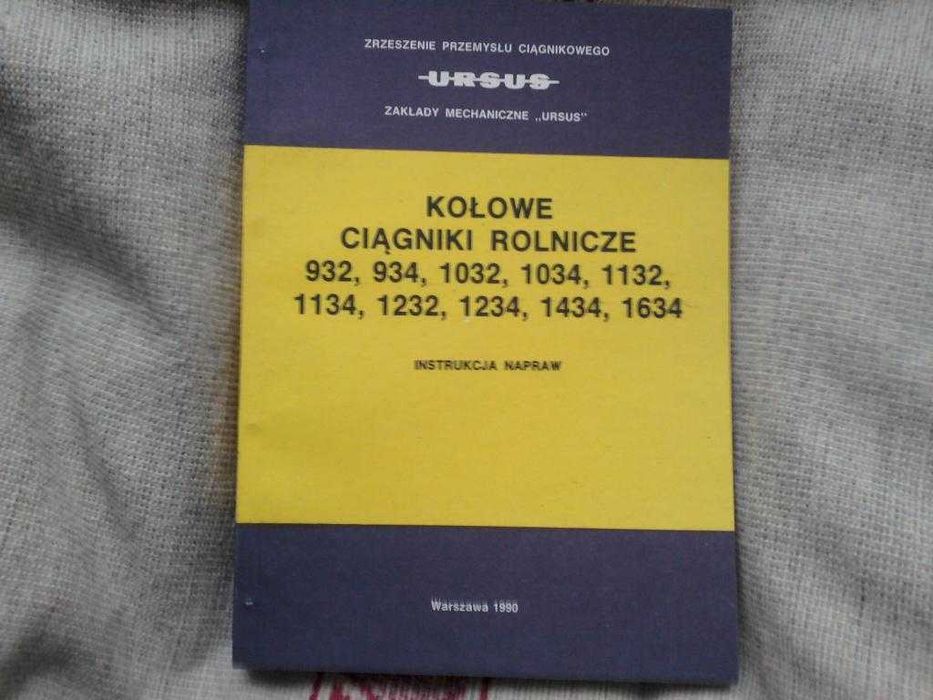 ZRZESZENIE PRZEMYSŁU CIĄGNIKOWEGO
URSUS
ZAKŁADY MECHANICZNE „URSUS"
KOŁOWE
CIĄGNIKI ROLNICZE
932, 934, 1032, 1034, 1132,
1134, 1232, 1234, 1434, 1634
INSTRUKCJA NAPRAW
Warszawa 1990